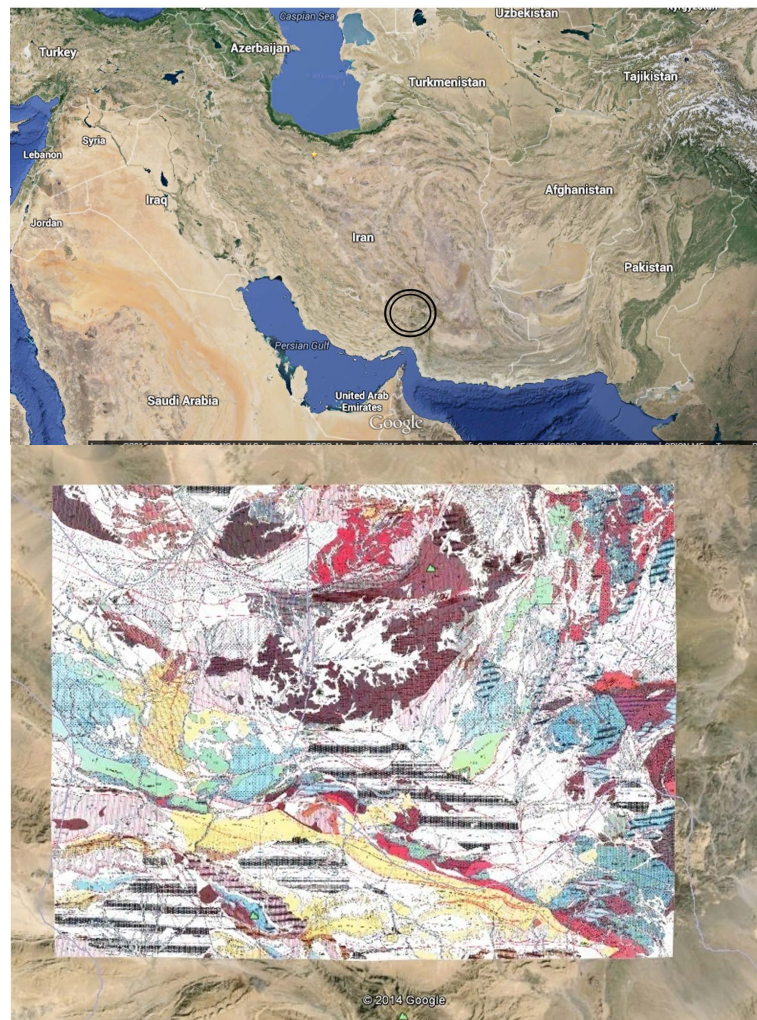 Caspian Sea
Uzbekistan
Turkey
Azerbaijan
Turkmenistan
Tajikistan
Syria
Lebanon
Iraq
Afghanistan
Jordan
Iran
Pakistan
Persian Gulf
Saudi Arabia
United Arab
Emirates
Google
© 2014 Google